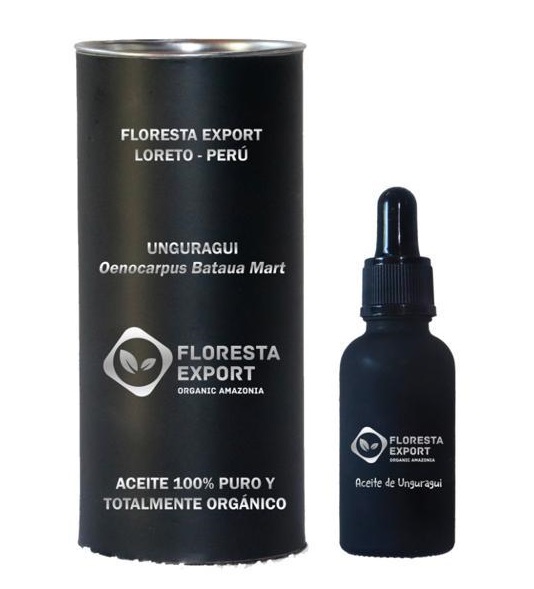 FLORESTA EXPORT
LORETO - PERÚ
UNGURAGUI
Oenocarpus Bataua Mart
FLORESTA
EXPORT
ORGANIC AMAZONIA
ACEITE 100% PURO Y
TOTALMENTE ORGÁNICO
FLORESTA
EXPORT
ORGANIC AMAZONIA
Aceite de Unguragui